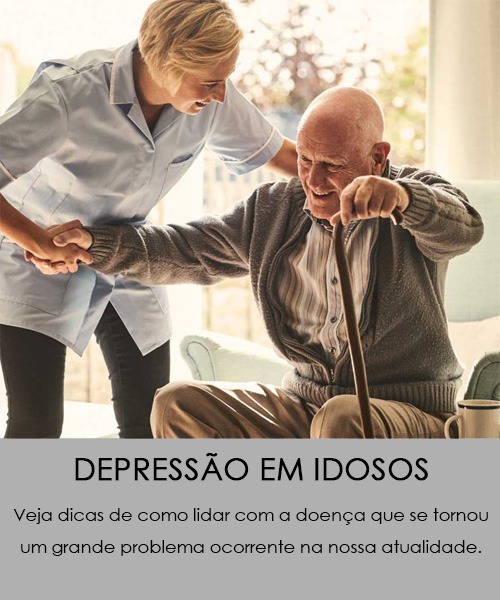 DEPRESSÃO EM IDOSOS
Veja dicas de como lidar com a doença que se tornou
um grande problema ocorrente na nossa atualidade.